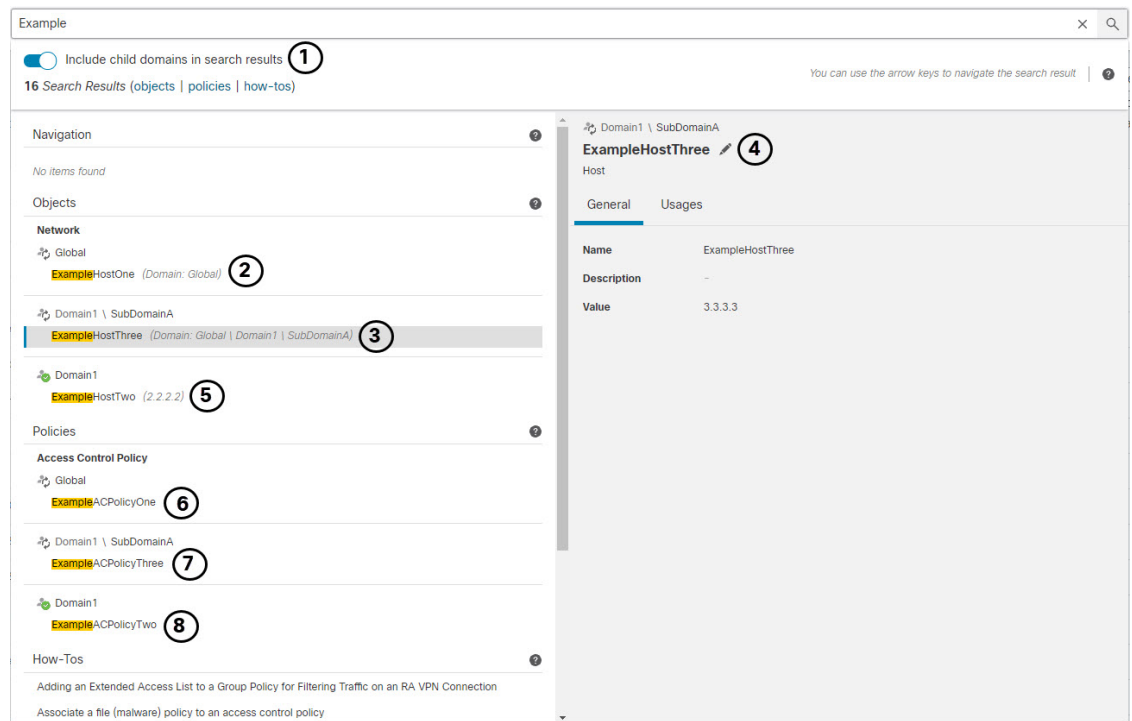 Example
Include child domains in search results 1
16 Search Results (objects | policies | how-tos)
You can use the arrow keys to navigate the search result
Navigation
No items found
Objects
Network
Global
ExampleHostOne (Domain: Global) 2
Domain1 \ SubDomainA
ExampleHostThree (Domain: Global \ Domain1 \ SubDomainA) 3
Domain1
ExampleHostTwo (2.2.2.2) 5
Policies
Access Control Policy
Global
ExampleACPolicyOne 6
Domain1 \ SubDomainA
ExampleACPolicyThree 7
Domain1
ExampleACPolicyTwo 8
How-Tos
Adding an Extended Access List to a Group Policy for Filtering Traffic on an RA VPN Connection
Associate a file (malware) policy to an access control policy
Domain1 \ SubDomainA
ExampleHostThree 4
Host
General Usages
Name ExampleHostThree
Description –
Value 3.3.3.3